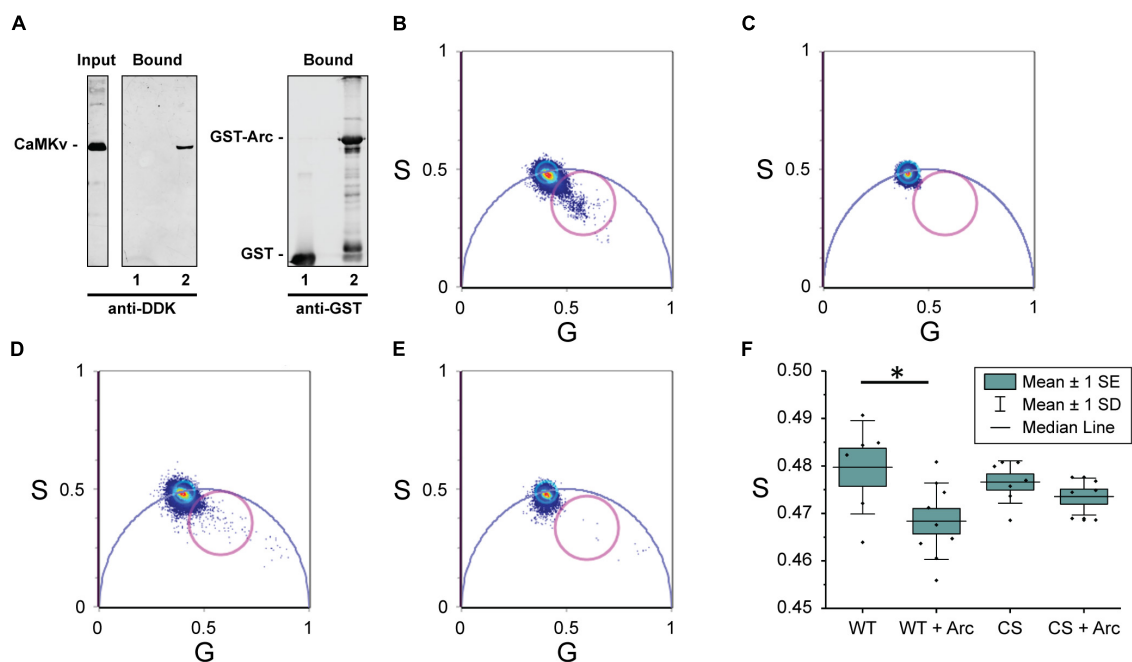 A
Input Bound
CaMKv -
1 2
anti-DDK
Bound
GST-Arc -
GST -
1 2
anti-GST
B
1
S 0.5
0
0 0.5 1
G
C
1
S 0.5
0
0 0.5 1
G
D
1
S 0.5
0
0 0.5 1
G
E
1
S 0.5
0
0 0.5 1
G
F
0.50
0.49
0.48
S
0.47
0.46
0.45
*
Mean ± 1 SE
Mean ± 1 SD
Median Line
WT WT + Arc CS CS + Arc